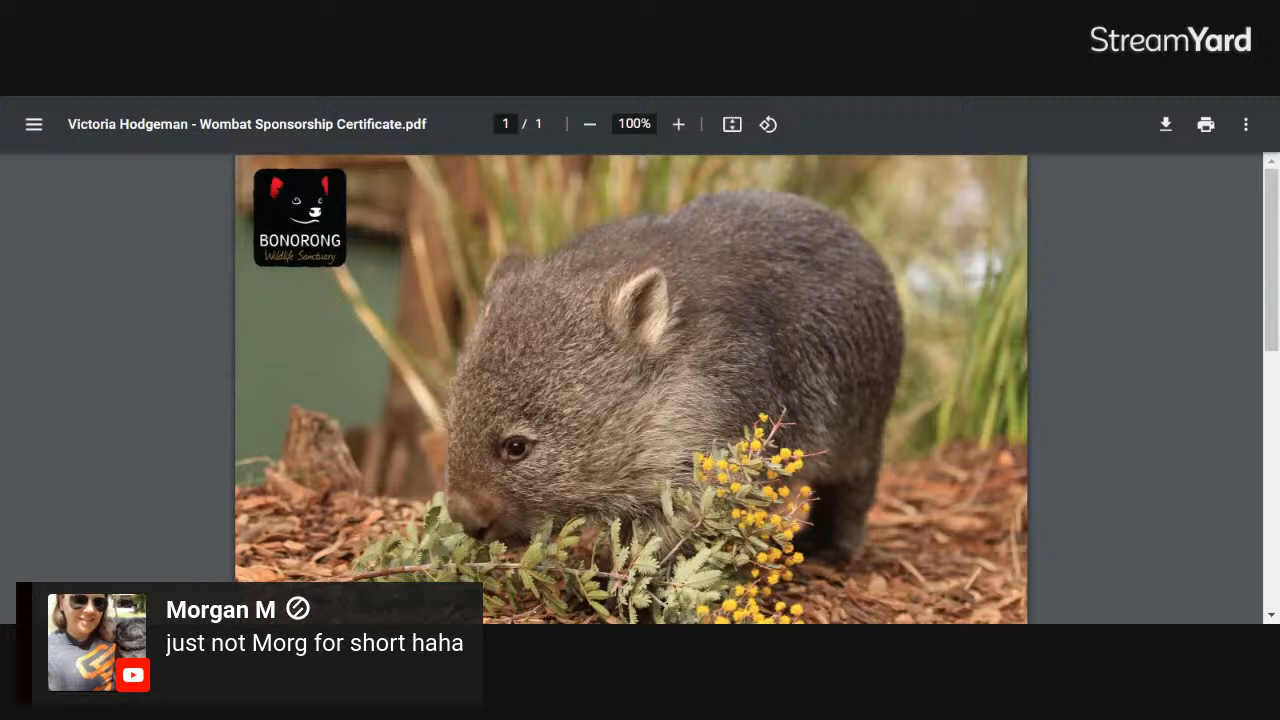 StreamYard
Victoria Hodgeman - Wombat Sponsorship Certificate.pdf
1 / 1
100%
BONORONG
Wildlife Sanctuary
Morgan M
just not Morg for short haha